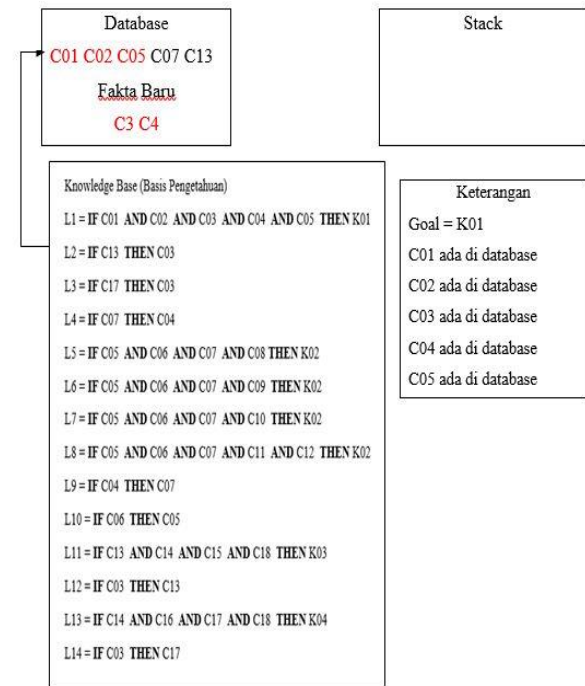 Database
C01 C02 C05 C07 C13
Fakta Baru
C3 C4
Stack
Knowledge Base (Basis Pengetahuan)
L1 = IF C01 AND C02 AND C03 AND C04 AND C05 THEN K01
L2 = IF C13 THEN C03
L3 = IF C17 THEN C03
L4 = IF C07 THEN C04
L5 = IF C05 AND C06 AND C07 AND C08 THEN K02
L6 = IF C05 AND C06 AND C07 AND C09 THEN K02
L7 = IF C05 AND C06 AND C07 AND C10 THEN K02
L8 = IF C05 AND C06 AND C07 AND C11 AND C12 THEN K02
L9 = IF C04 THEN C07
L10 = IF C06 THEN C05
L11 = IF C13 AND C14 AND C15 AND C18 THEN K03
L12 = IF C03 THEN C13
L13 = IF C14 AND C16 AND C17 AND C18 THEN K04
L14 = IF C03 THEN C17
Keterangan
Goal = K01
C01 ada di database
C02 ada di database
C03 ada di database
C04 ada di database
C05 ada di database